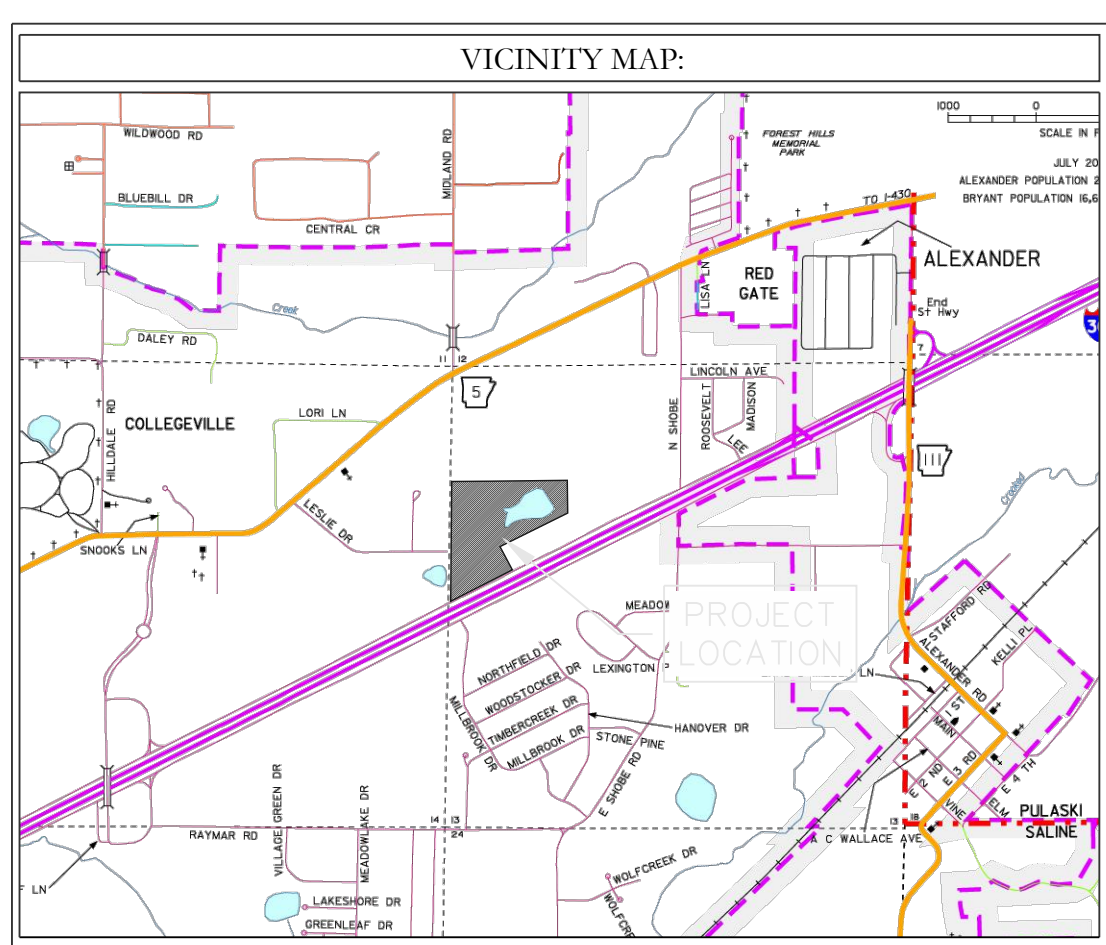 VICINITY MAP:
WILDWOOD RD
BLUEBILL DR
CENTRAL CR
MIDLAND RD
FOREST HILLS
MEMORIAL
PARK
1000
0
SCALE IN F
JULY 20
ALEXANDER POPULATION 2
BRYANT POPULATION 16,6
TO I-430
ALEXANDER
RED
GATE
LISA LN
End
St Hwy
Creek
DALEY RD
11
12
7
5
LINCOLN AVE
N SHOBE
ROOSEVELT
MADISON
LEE
HILLDALE RD
COLLEGEVILLE
LORI LN
LESLIE DR
SNOOKS LN
111
Crooked
PROJECT
LOCATION
MEADOW
LEXINGTON
NORTHFIELD DR
WOODSTOCKER DR
TIMBERCREEK DR
MILLBROOK DR
MILLBROOK DR
HANOVER DR
STONE PINE
E SHOBE RD
STAFFORD RD
ALEXANDER RD
KELLI PL
LN
1 ST
MAIN
E 2 ND
E 3 RD
E 4 TH
VINE
ELM
PULASKI
SALINE
A C WALLACE AVE
13
18
14
13
24
RAYMAR RD
VILLAGE GREEN DR
MEADOWLAKE DR
F LN
LAKESHORE DR
GREENLEAF DR
WOLFCREEK DR
WOLFCR